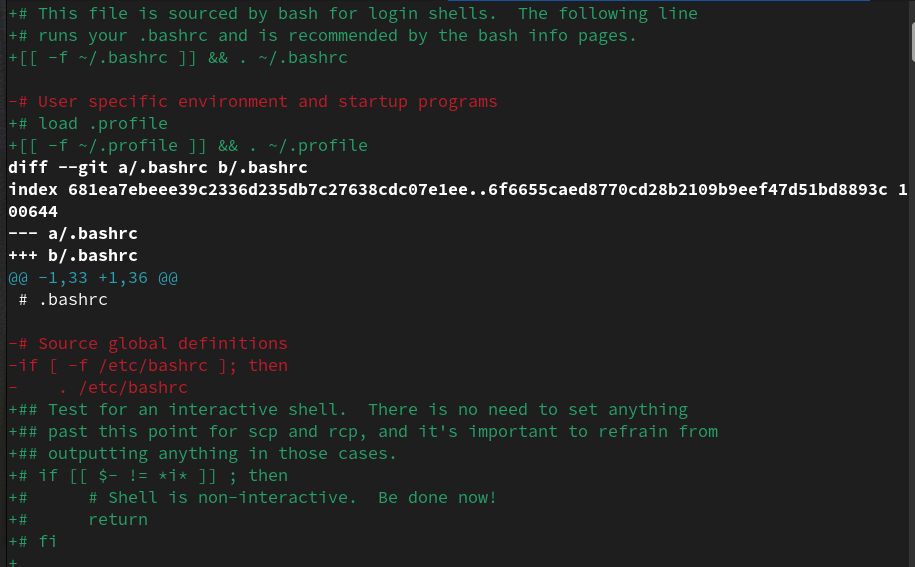 +# This file is sourced by bash for login shells.  The following line
+# runs your .bashrc and is recommended by the bash info pages.
+[[ -f ~/.bashrc ]] && . ~/.bashrc
-# User specific environment and startup programs
+# load .profile
+[[ -f ~/.profile ]] && . ~/.profile
diff --git a/.bashrc b/.bashrc
index 681ea7ebeee39c2336d235db7c27638cdc07e1ee..6f6655caed8770cd28b2109b9eef47d51bd8893c 1
00644
--- a/.bashrc
+++ b/.bashrc
@@ -1,33 +1,36 @@
 # .bashrc
-# Source global definitions
-if [ -f /etc/bashrc ]; then
-    . /etc/bashrc
+## Test for an interactive shell.  There is no need to set anything
+## past this point for scp and rcp, and it's important to refrain from
+## outputting anything in those cases.
+# if [[ $- != *i* ]] ; then
+#      # Shell is non-interactive.  Be done now!
+#      return
+# fi
+